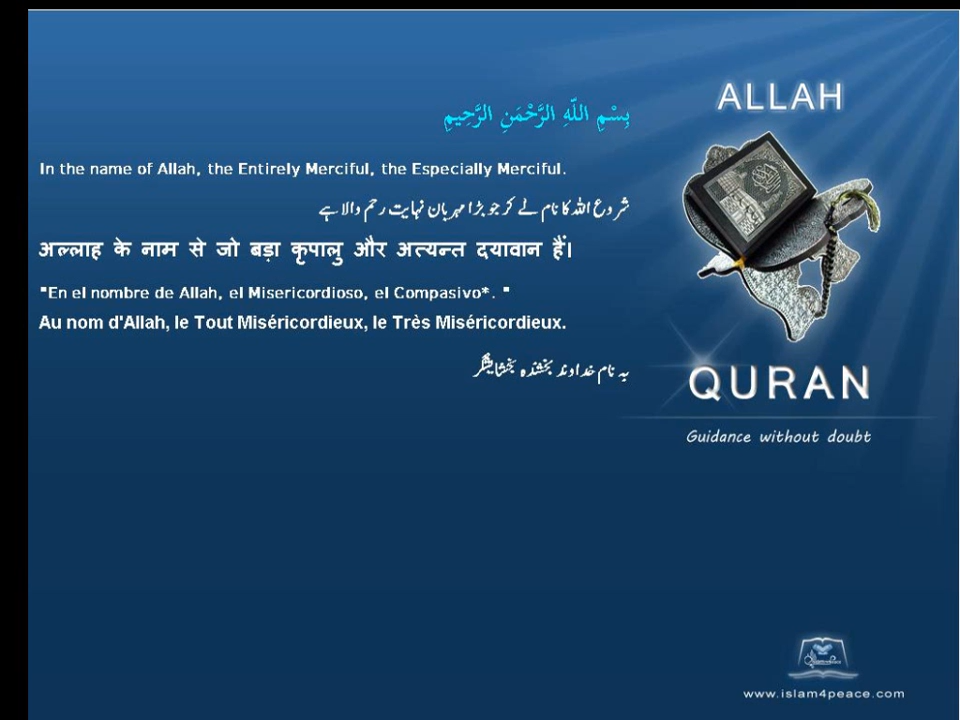 بِسْمِ اللَّهِ الرَّحْمَنِ الرَّحِيمِ
In the name of Allah, the Entirely Merciful, the Especially Merciful.
شروع اللہ کا نام لے کر جو بڑا مہربان نہایت رحم والا ہے
अल्लाह के नाम से जो बड़ा कृपालु और अत्यन्त दयावान हैं।
"En el nombre de Allah, el Misericordioso, el Compasivo*. "
Au nom d'Allah, le Tout Miséricordieux, le Très Miséricordieux.
به نام خداوند بخشنده بخشایشگر
ALLAH
QURAN
Guidance without doubt
www.islam4peace.com